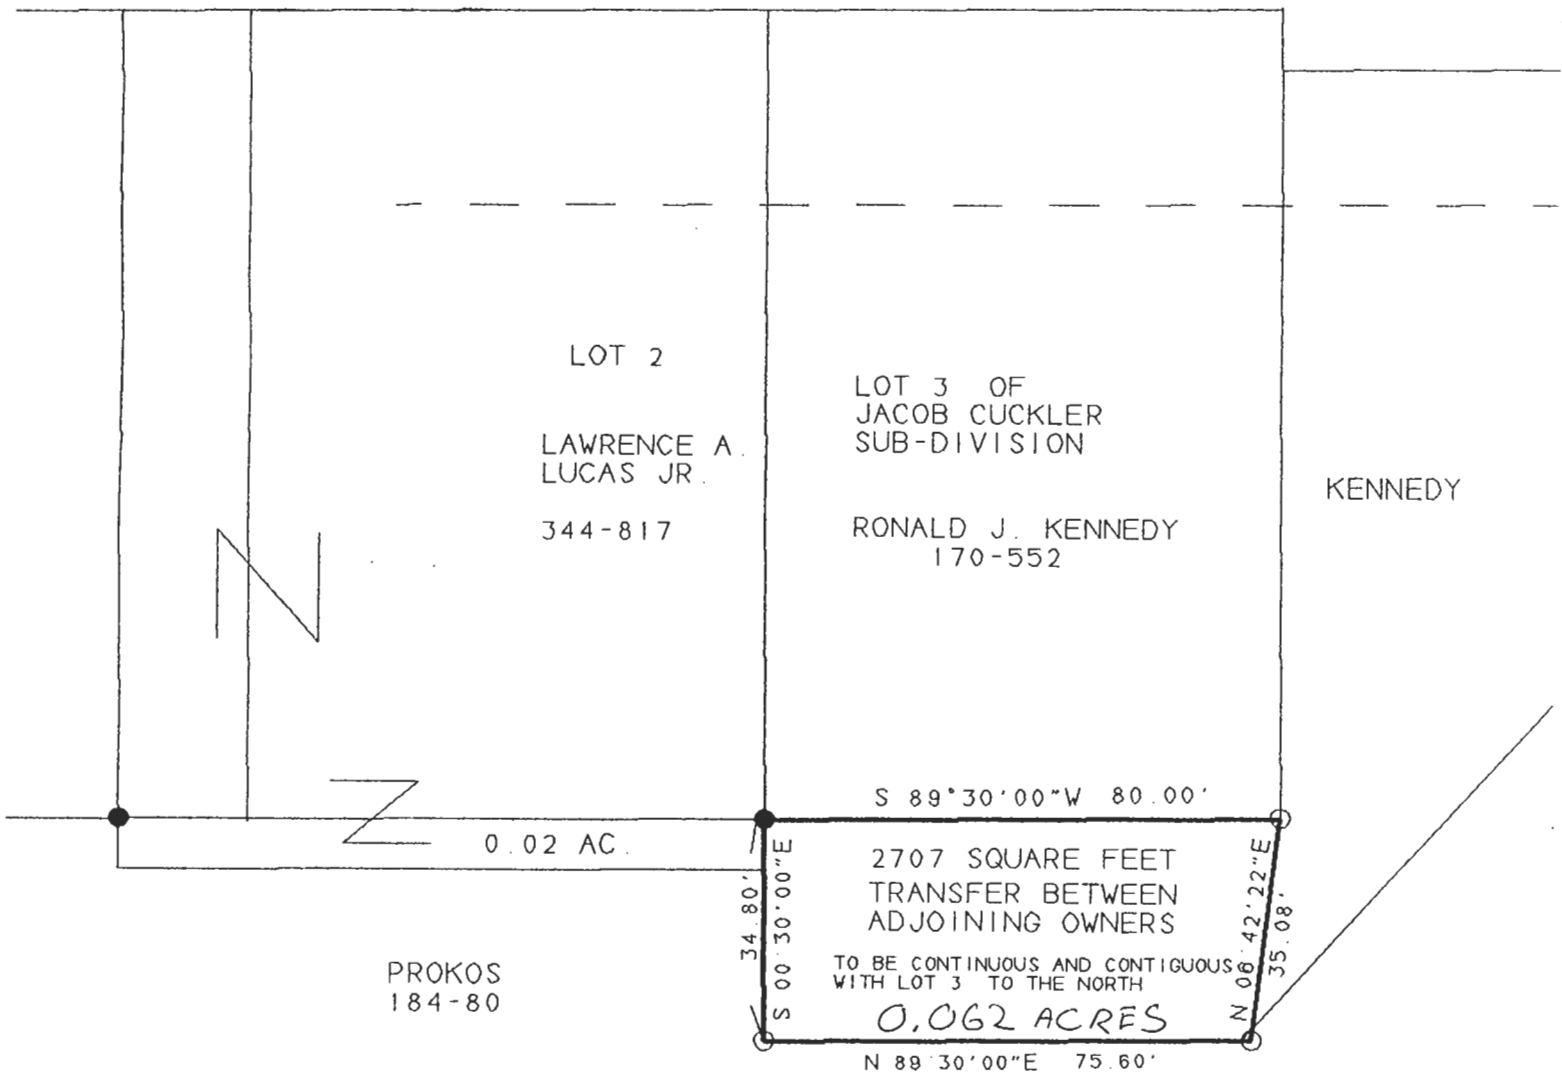 LOT 2
LAWRENCE A.
LUCAS JR.
344-817
LOT 3 OF
JACOB CUCKLER
SUB-DIVISION
RONALD J. KENNEDY
170-552
KENNEDY
S 89°30'00"W 80.00'
0.02 AC.
34.80'
S 00 30'00"E
2707 SQUARE FEET
TRANSFER BETWEEN
ADJOINING OWNERS
TO BE CONTINUOUS AND CONTIGUOUS
WITH LOT 3 TO THE NORTH
0.062 ACRES
N 06 42'22"E
35.08'
PROKOS
184-80
N 89 30'00"E 75.60'